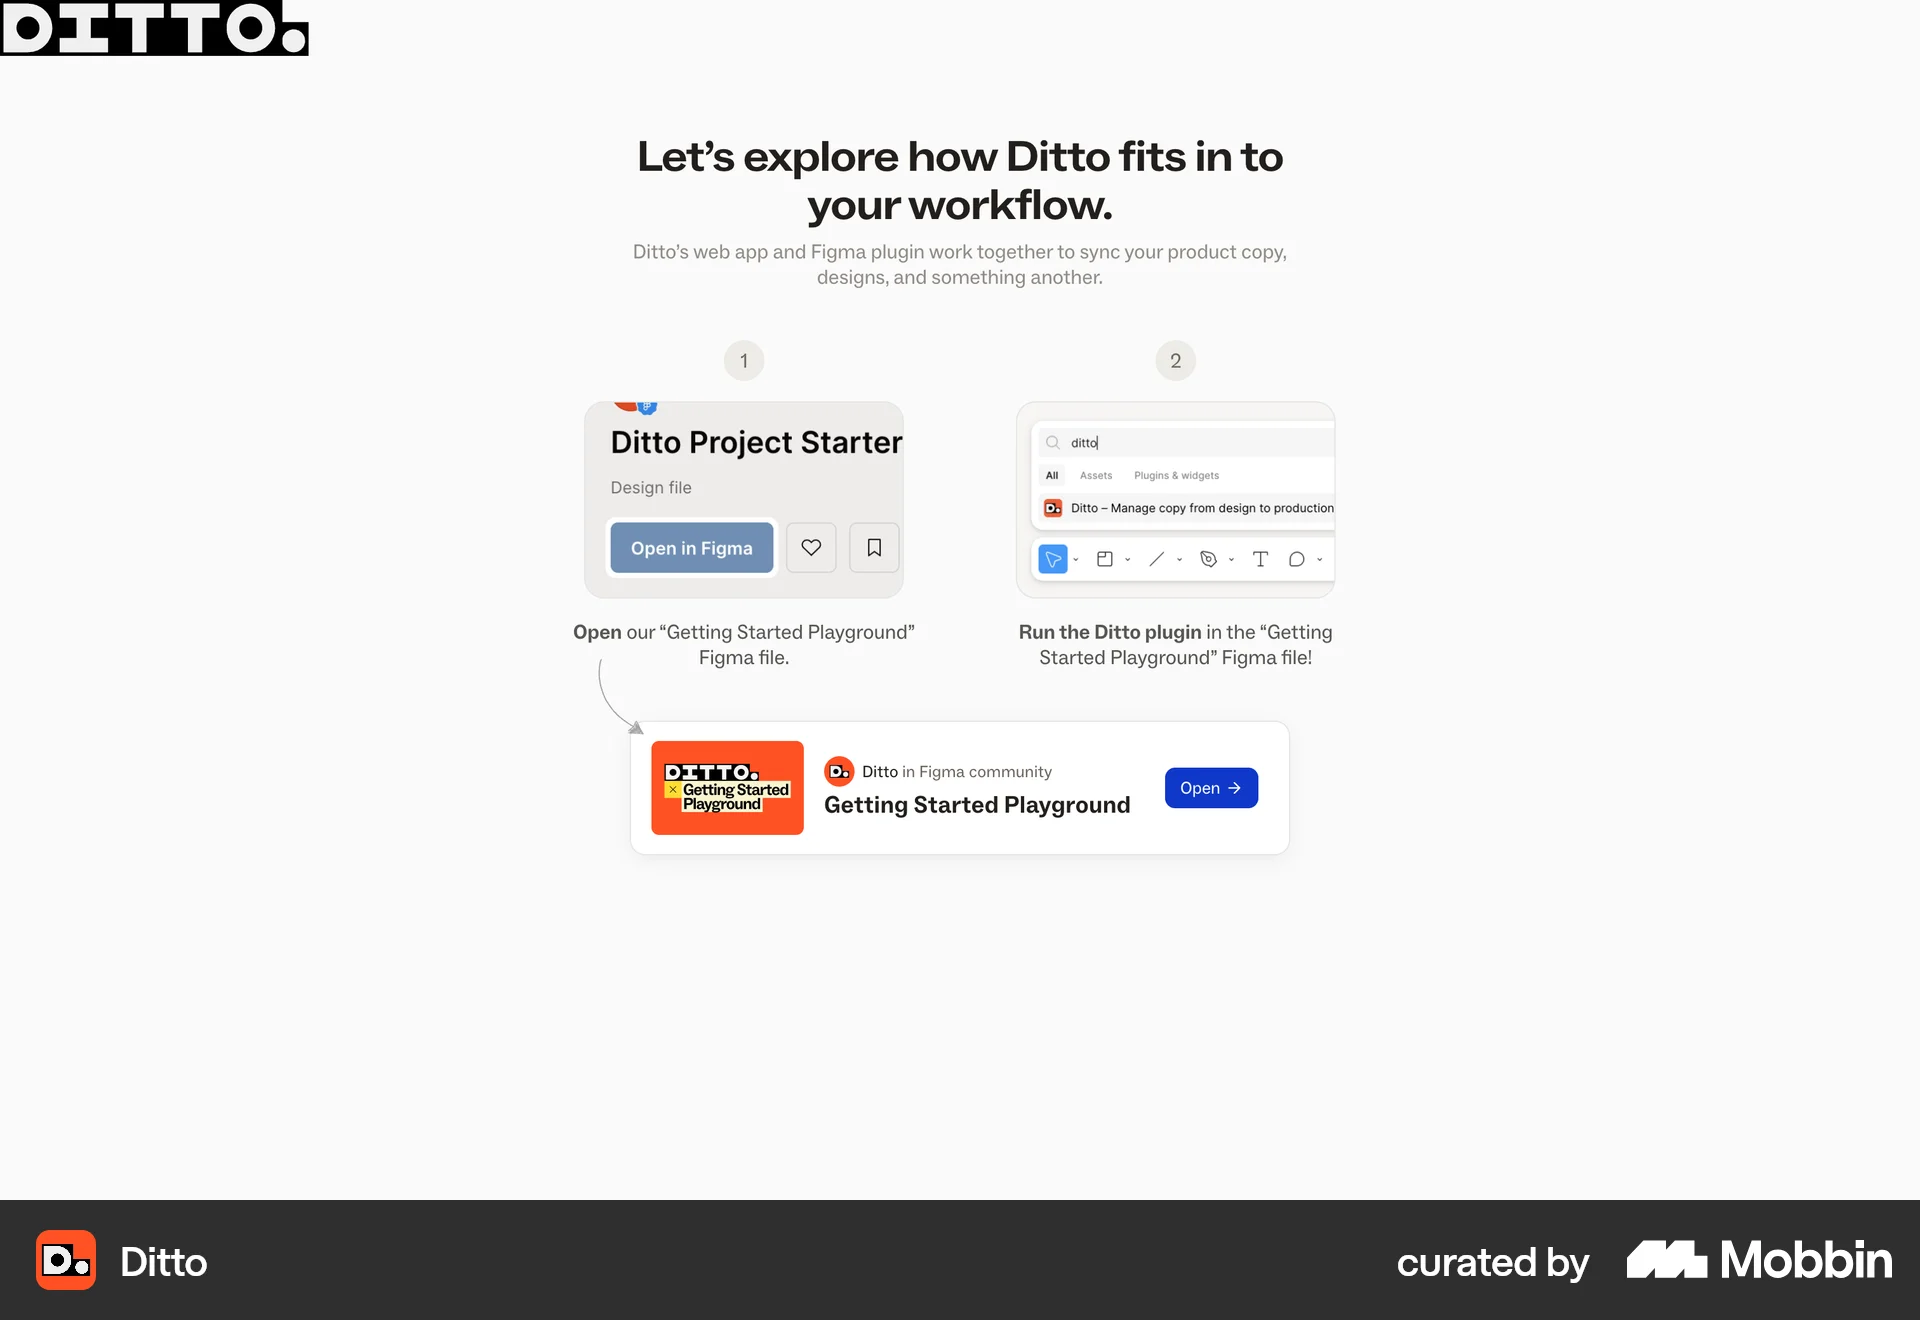 DITTO.
Let’s explore how Ditto fits in to
your workflow.
Ditto’s web app and Figma plugin work together to sync your product copy,
designs, and something another.
1
Ditto Project Starter
Design file
Open in Figma
Open our “Getting Started Playground”
Figma file.
2
ditto
All Assets Plugins & widgets
D. Ditto – Manage copy from design to production
Run the Ditto plugin in the “Getting
Started Playground” Figma file!
DITTO.
Getting Started
Playground
D. Ditto in Figma community
Getting Started Playground
Open →
D. Ditto
curated by Mobbin